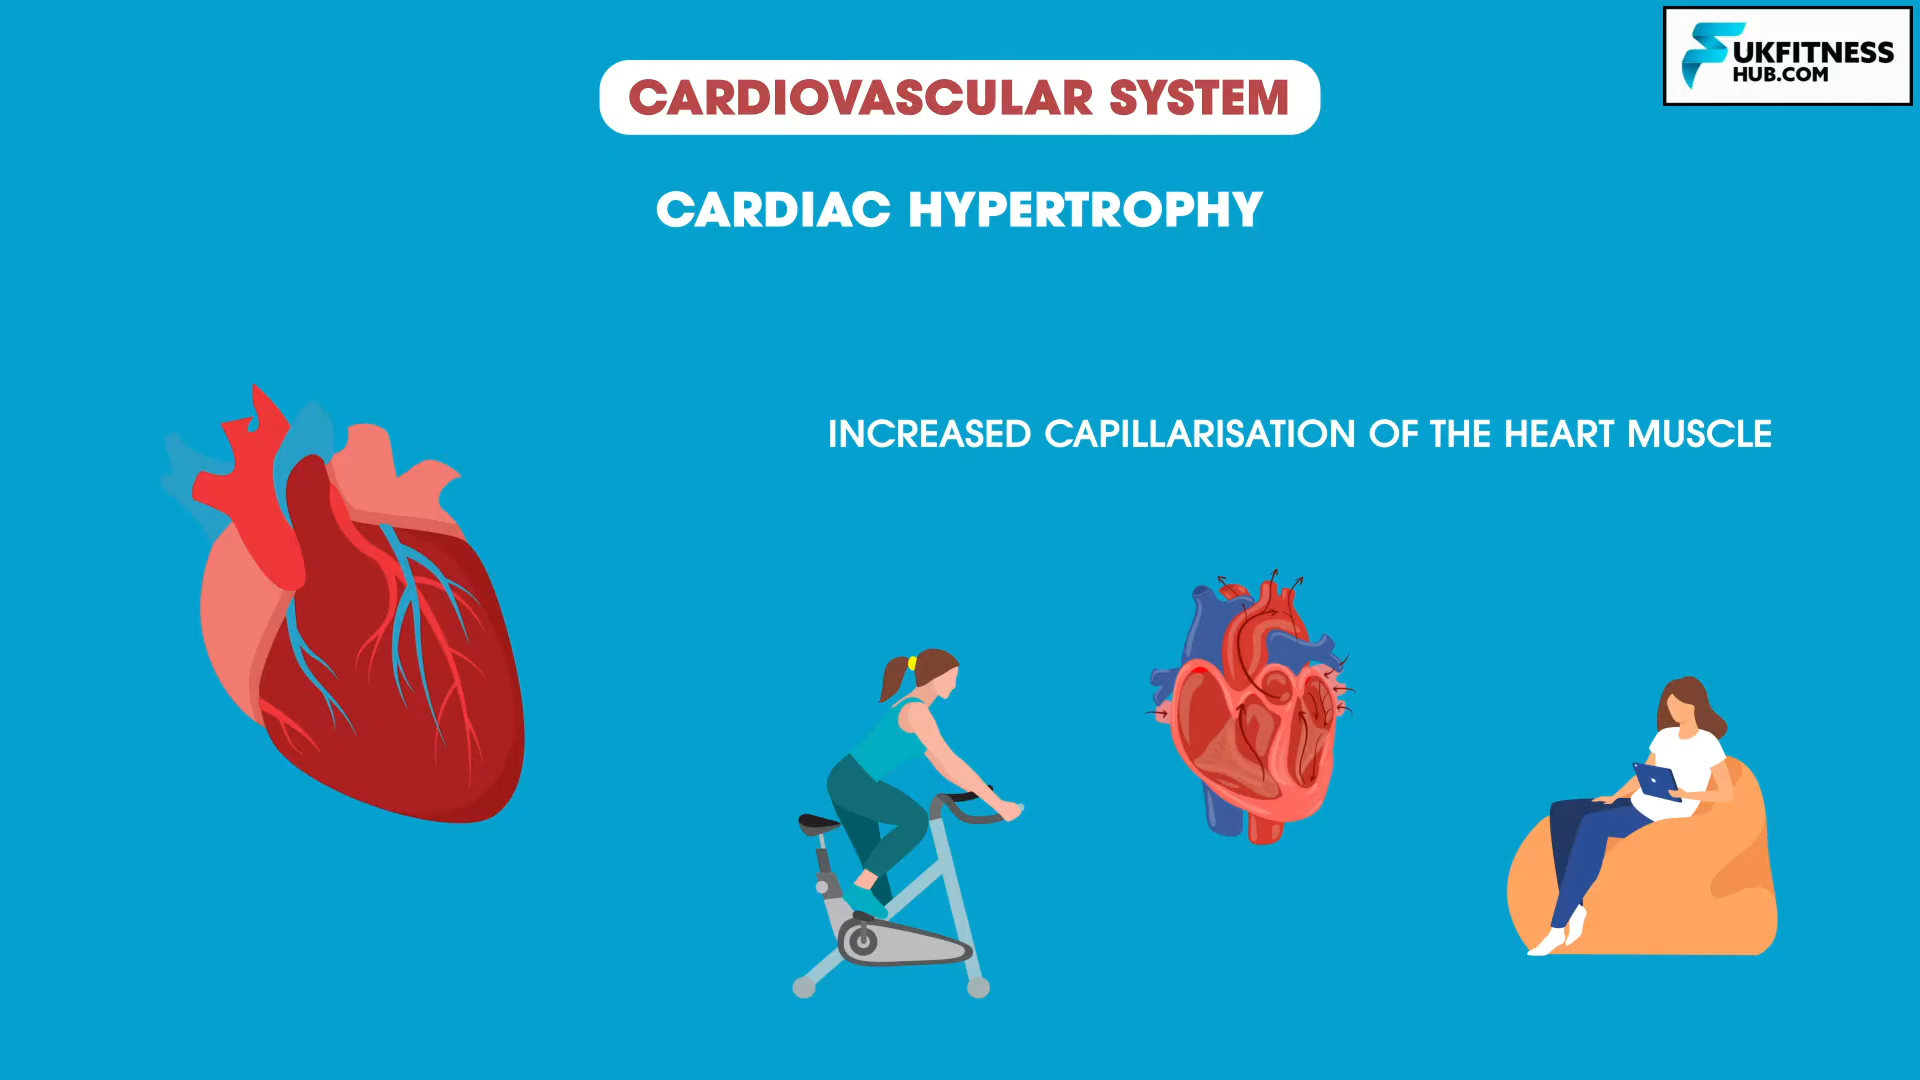 UKFITNESS
HUB.COM
CARDIOVASCULAR SYSTEM
CARDIAC HYPERTROPHY
INCREASED CAPILLARISATION OF THE HEART MUSCLE